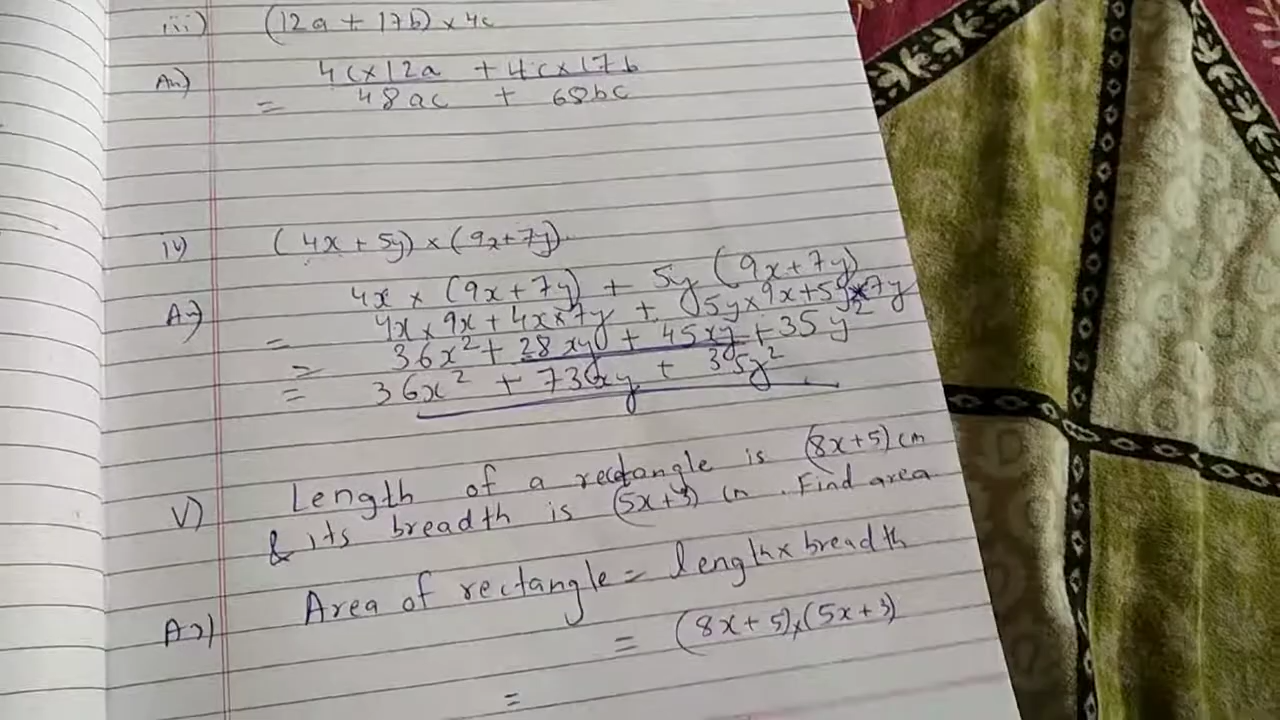 iii) (12a + 17b) × 4c
An) 4c×12a + 4c×17b
= 48ac + 68bc
iv) (4x + 5y) × (9x+7y).
A) 4x × (9x+7y) + 5y (9x+7y)
= 4x × 9x + 4x×7y + 5y×9x+5y×7y
= 36x² + 28xy + 45xy + 35y²
= 36x² + 73xy + 35y²
v) Length of a rectangle is (8x+5) cm
& its breadth is (5x+3) cm. Find area
A) Area of rectangle = length× breadth
= (8x+5)×(5x+3)
=